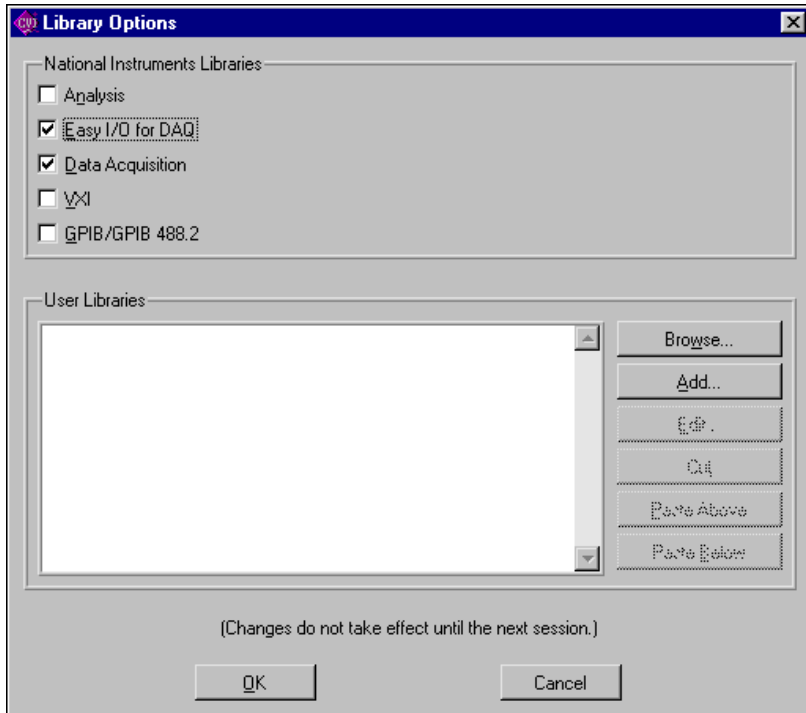 CVI Library Options
National Instruments Libraries
Analysis
Easy I/O for DAQ
Data Acquisition
VXI
GPIB/GPIB 488.2
User Libraries
Browse...
Add...
Edit...
Cut
Paste Above
Paste Below
(Changes do not take effect until the next session.)
OK Cancel